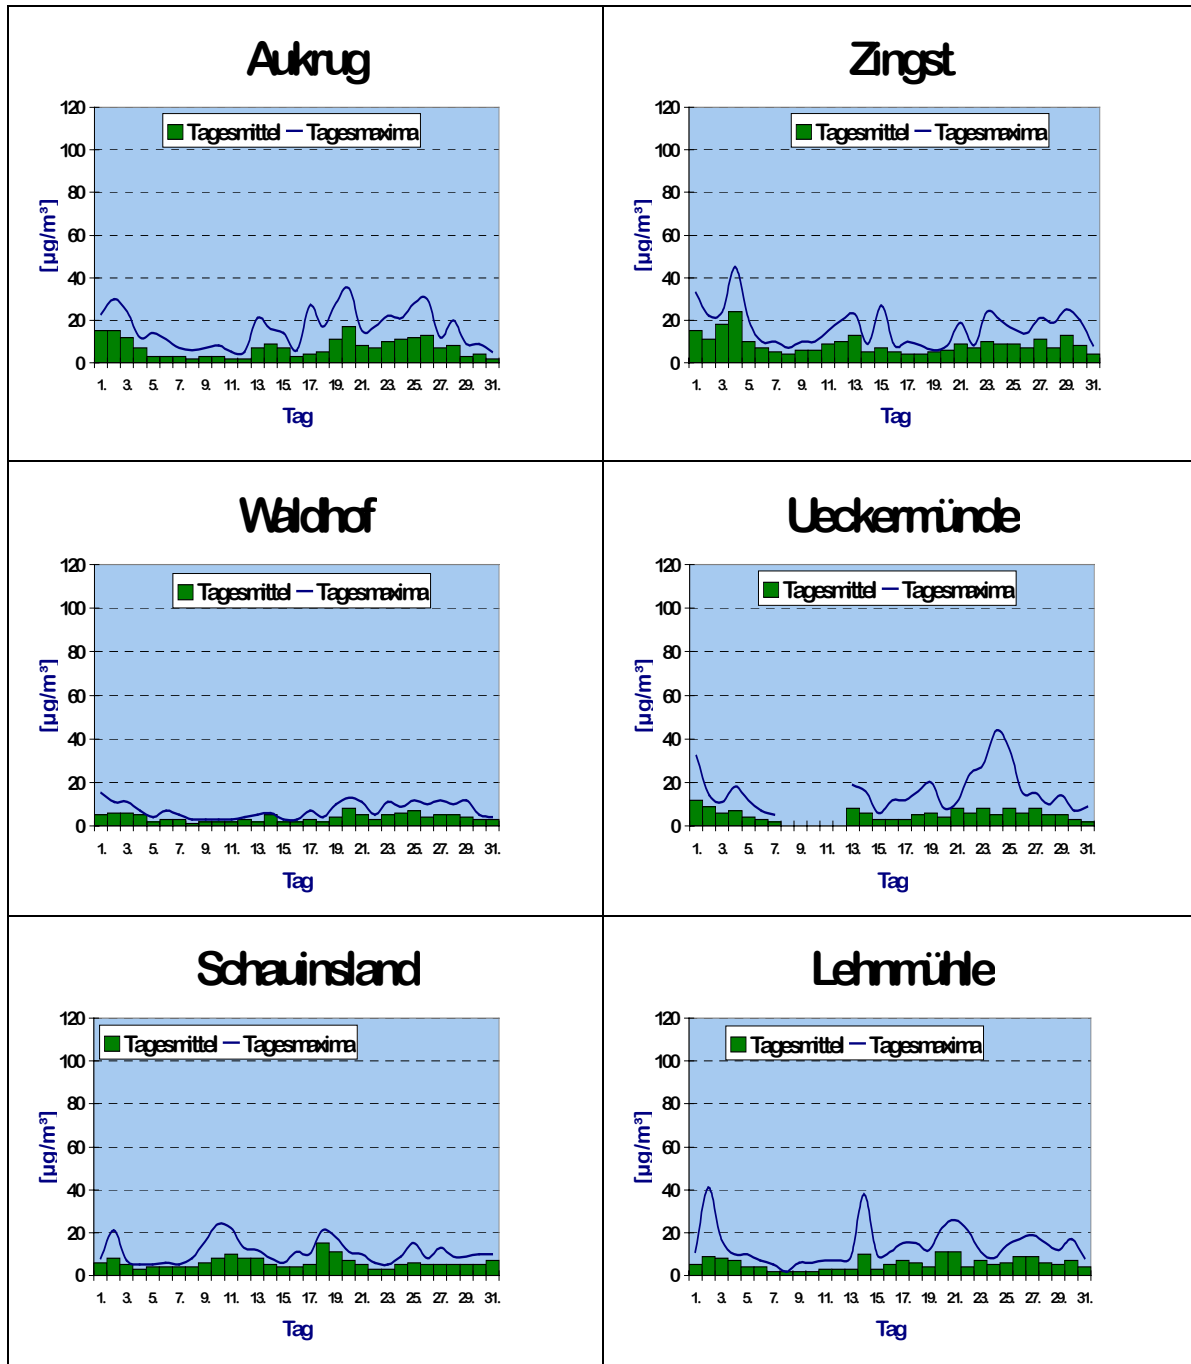 Aukrug
120
Tagesmittel Tagesmaxima
100
80
60
40
20
0
[µg/m³]
1. 3. 5. 7. 9. 11. 13. 15. 17. 19. 21. 23. 25. 27. 29. 31.
Tag
Zingst
120
Tagesmittel Tagesmaxima
100
80
60
40
20
0
[µg/m³]
1. 3. 5. 7. 9. 11. 13. 15. 17. 19. 21. 23. 25. 27. 29. 31.
Tag
Waldhof
120
Tagesmittel Tagesmaxima
100
80
60
40
20
0
[µg/m³]
1. 3. 5. 7. 9. 11. 13. 15. 17. 19. 21. 23. 25. 27. 29. 31.
Tag
Ueckermünde
120
Tagesmittel Tagesmaxima
100
80
60
40
20
0
[µg/m³]
1. 3. 5. 7. 9. 11. 13. 15. 17. 19. 21. 23. 25. 27. 29. 31.
Tag
Schauinsland
120
Tagesmittel Tagesmaxima
100
80
60
40
20
0
[µg/m³]
1. 3. 5. 7. 9. 11. 13. 15. 17. 19. 21. 23. 25. 27. 29. 31.
Tag
Lehnmühle
120
Tagesmittel Tagesmaxima
100
80
60
40
20
0
[µg/m³]
1. 3. 5. 7. 9. 11. 13. 15. 17. 19. 21. 23. 25. 27. 29. 31.
Tag